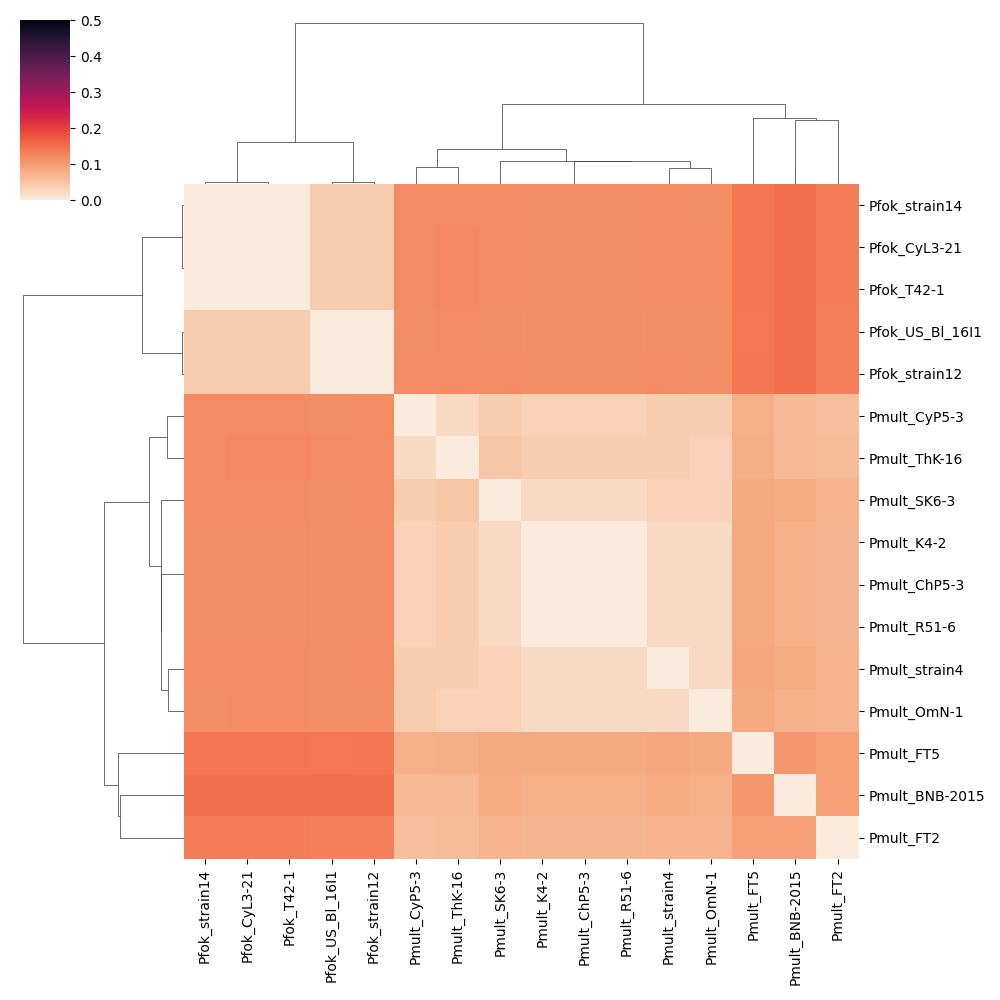 0.5
0.4
0.3
0.2
0.1
0.0
Pfok_strain14
Pfok_CyL3-21
Pfok_T42-1
Pfok_US_Bl_16I1
Pfok_strain12
Pmult_CyP5-3
Pmult_ThK-16
Pmult_SK6-3
Pmult_K4-2
Pmult_ChP5-3
Pmult_R51-6
Pmult_strain4
Pmult_OmN-1
Pmult_FT5
Pmult_BNB-2015
Pmult_FT2
Pfok_strain14
Pfok_CyL3-21
Pfok_T42-1
Pfok_US_Bl_16I1
Pfok_strain12
Pmult_CyP5-3
Pmult_ThK-16
Pmult_SK6-3
Pmult_K4-2
Pmult_ChP5-3
Pmult_R51-6
Pmult_strain4
Pmult_OmN-1
Pmult_FT5
Pmult_BNB-2015
Pmult_FT2